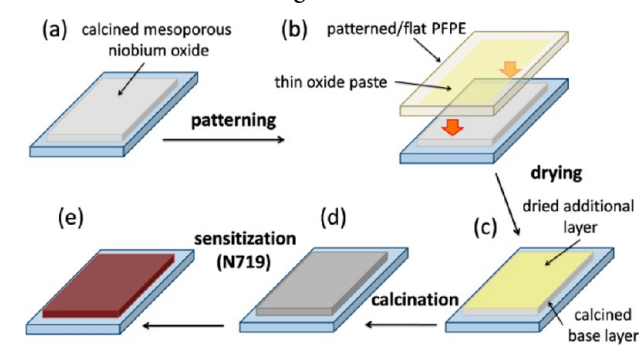 (a)
calcined mesoporous
niobium oxide
patterning
(b)
patterned/flat PFPE
thin oxide paste
drying
(c)
dried additional
layer
calcined
base layer
calcination
(d)
sensitization
(N719)
(e)